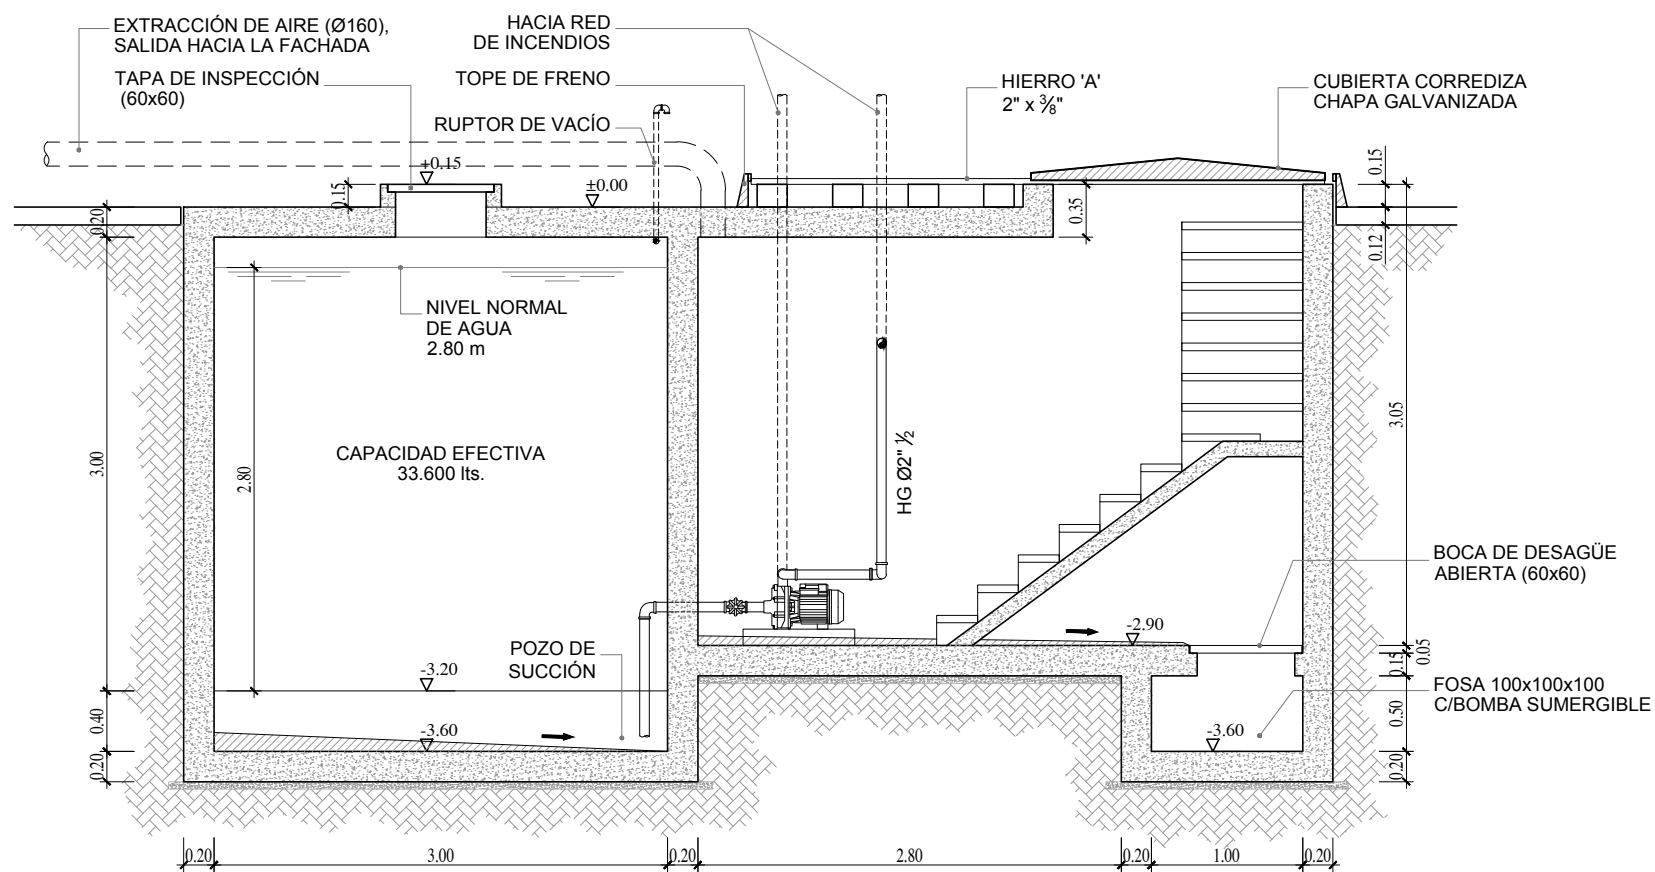 EXTRACCIÓN DE AIRE (Ø160),
SALIDA HACIA LA FACHADA
TAPA DE INSPECCIÓN
(60x60)
HACIA RED
DE INCENDIOS
TOPE DE FRENO
RUPTOR DE VACÍO
HIERRO 'A'
2" x ⅜"
CUBIERTA CORREDIZA
CHAPA GALVANIZADA
+0.15
±0.00
0.15
0.20
0.35
0.15
0.12
NIVEL NORMAL
DE AGUA
2.80 m
CAPACIDAD EFECTIVA
33.600 lts.
3.00
2.80
HG Ø2" ½
3.05
BOCA DE DESAGÜE
ABIERTA (60x60)
-2.90
POZO DE
SUCCIÓN
-3.20
-3.60
0.40
0.20
0.05
0.15
FOSA 100x100x100
C/BOMBA SUMERGIBLE
-3.60
0.50
0.20
0.20
3.00
0.20
2.80
0.20
1.00
0.20